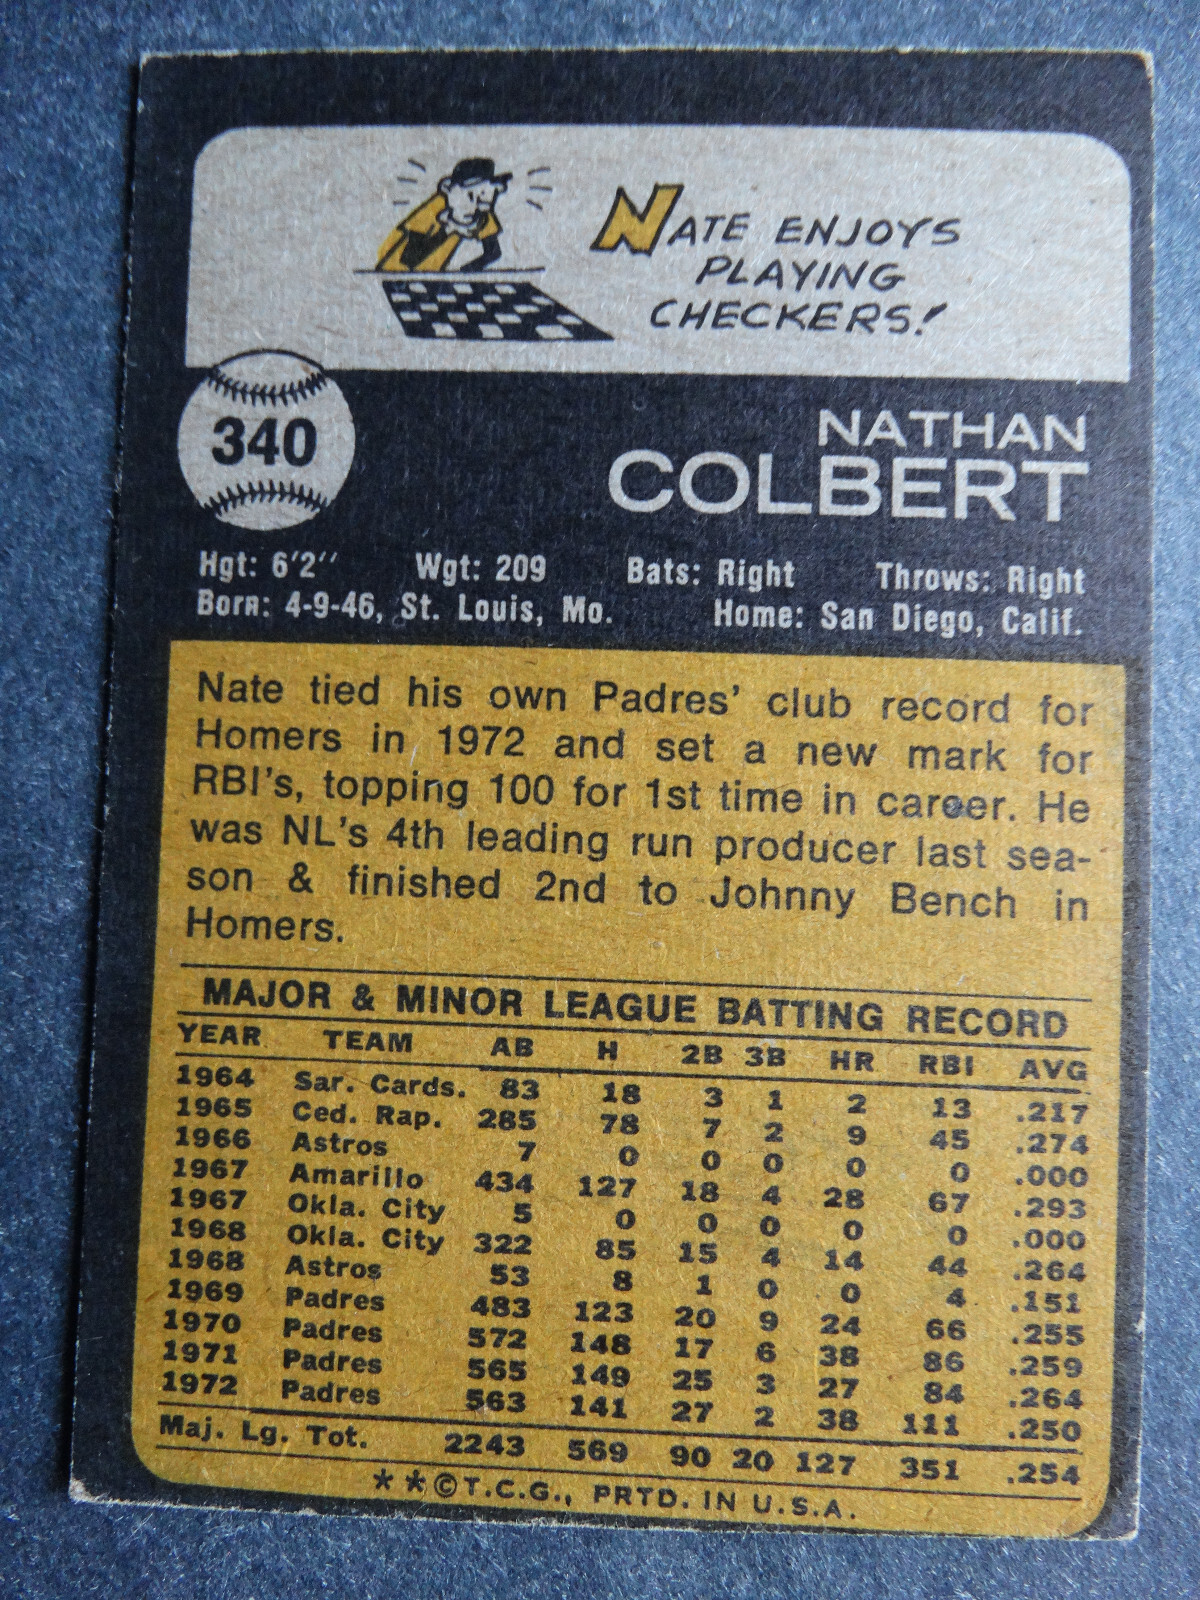 NATE ENJOYS
PLAYING
CHECKERS!
340
NATHAN
COLBERT
Hgt: 6'2" Wgt: 209 Bats: Right Throws: Right
Born: 4-9-46, St. Louis, Mo. Home: San Diego, Calif.
Nate tied his own Padres' club record for
Homers in 1972 and set a new mark for
RBI's, topping 100 for 1st time in career. He
was NL's 4th leading run producer last sea-
son & finished 2nd to Johnny Bench in
Homers.
MAJOR & MINOR LEAGUE BATTING RECORD
YEAR TEAM AB H 2B 3B HR RBI AVG
1964 Sar. Cards. 83 18 3 1 2 13 .217
1965 Ced. Rap. 285 78 7 2 9 45 .274
1966 Astros 7 0 0 0 0 0 .000
1967 Amarillo 434 127 18 4 28 67 .293
1967 Okla. City 5 0 0 0 0 0 .000
1968 Okla. City 322 85 15 4 14 44 .264
1968 Astros 53 8 1 0 0 4 .151
1969 Padres 483 123 20 9 24 66 .255
1970 Padres 572 148 17 6 38 86 .259
1971 Padres 565 149 25 3 27 84 .264
1972 Padres 563 141 27 2 38 111 .250
Maj. Lg. Tot. 2243 569 90 20 127 351 .254
**©T.C.G., PRTD. IN U.S.A.